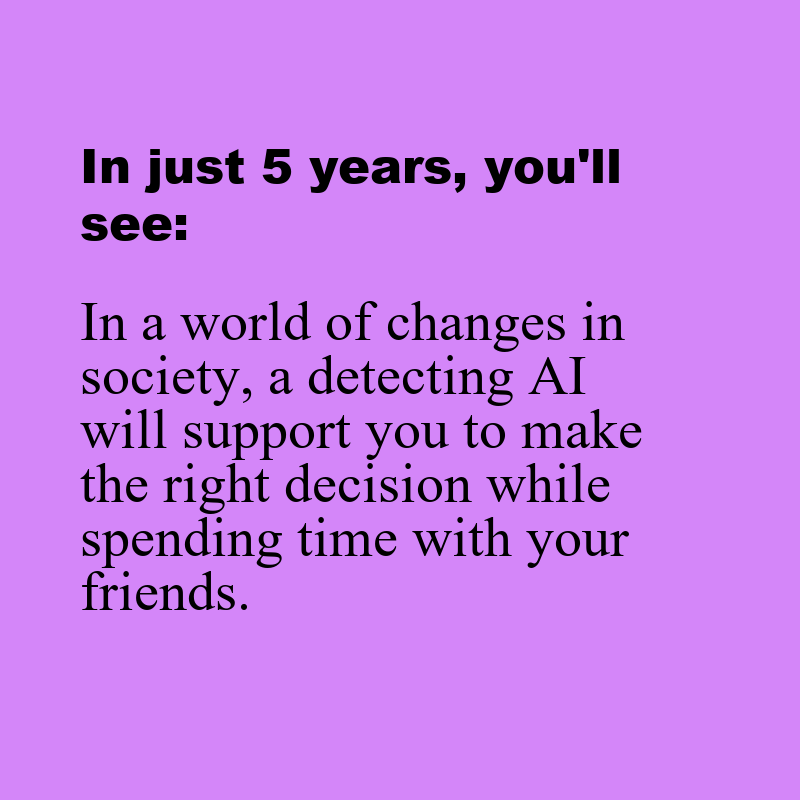 In just 5 years, you'll
see:
In a world of changes in
society, a detecting AI
will support you to make
the right decision while
spending time with your
friends.